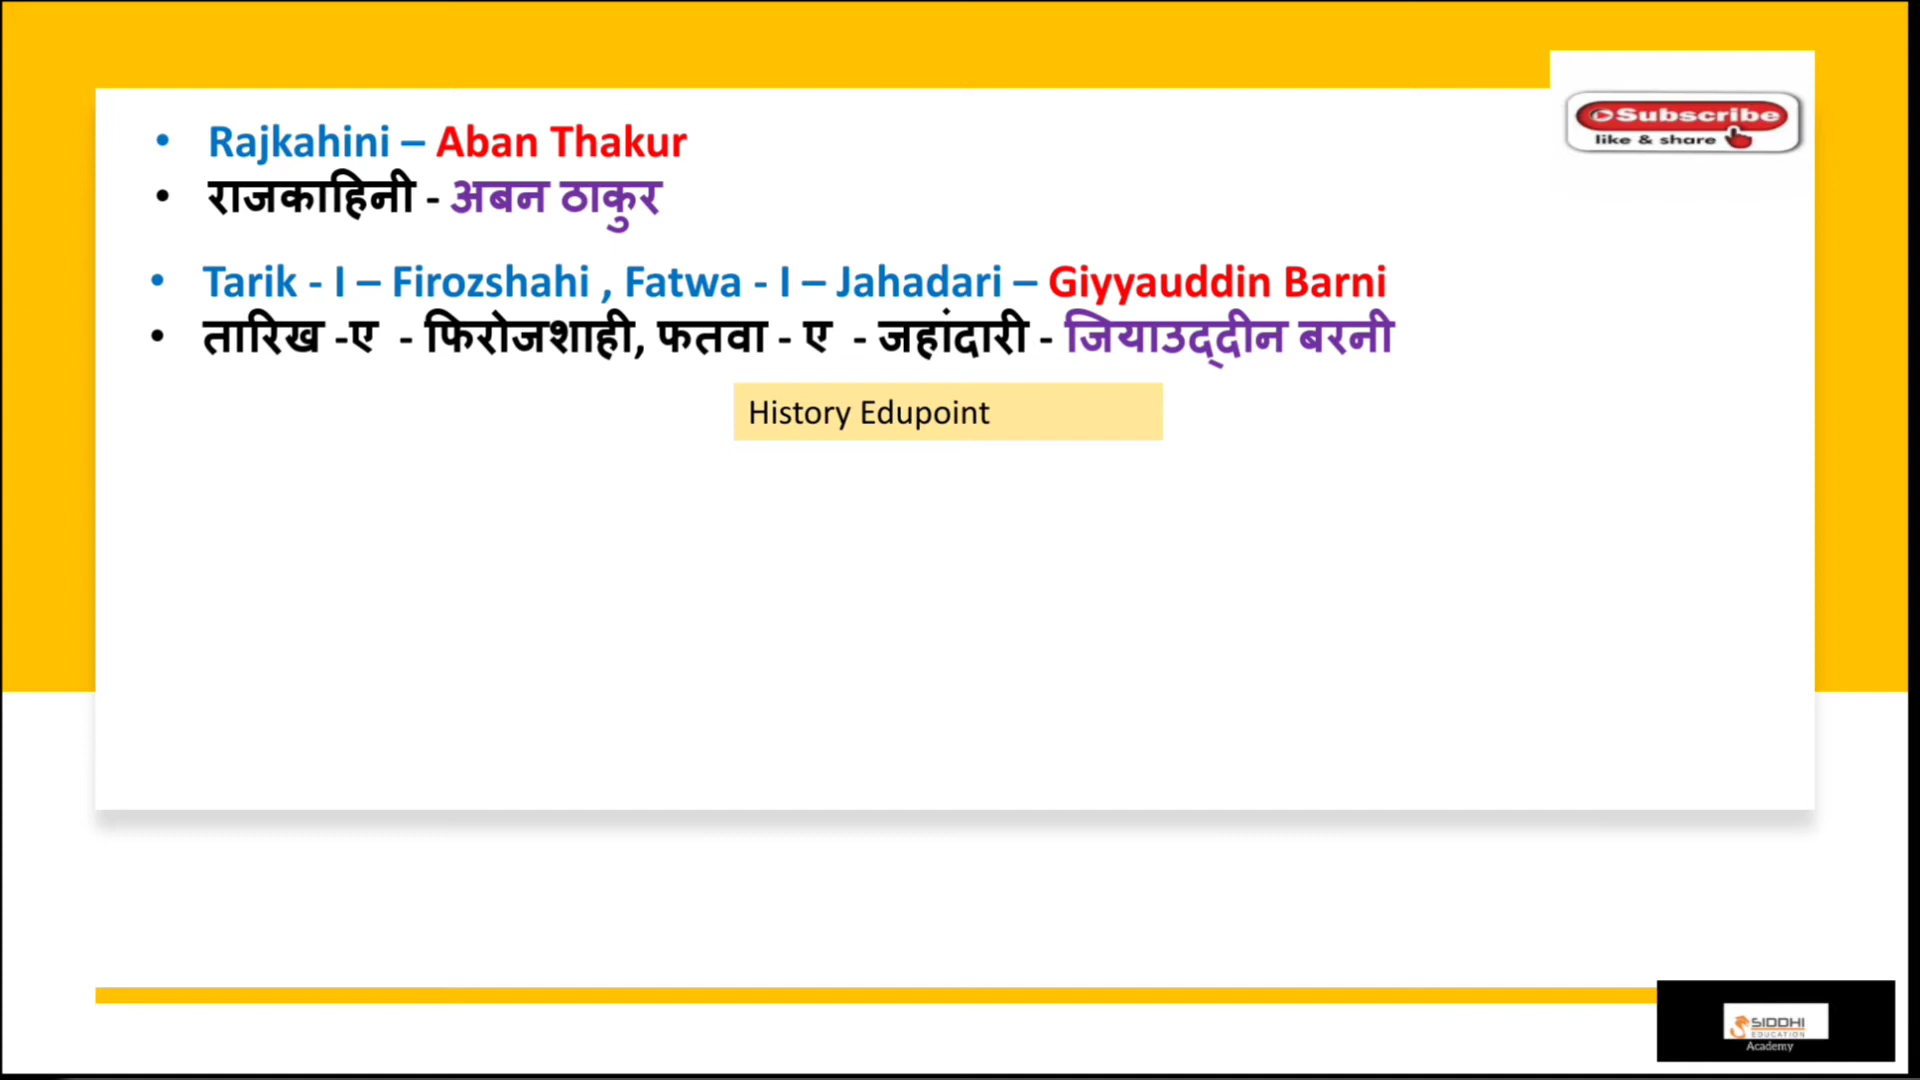 Subscribe
like & share
• Rajkahini – Aban Thakur
• राजकाहिनी - अबन ठाकुर
• Tarik - I – Firozshahi , Fatwa - I – Jahadari – Giyyauddin Barni
• तारिख -ए - फिरोजशाही, फतवा - ए - जहांदारी - जियाउद्दीन बरनी
History Edupoint
SIDDHI
EDUCATION
Academy